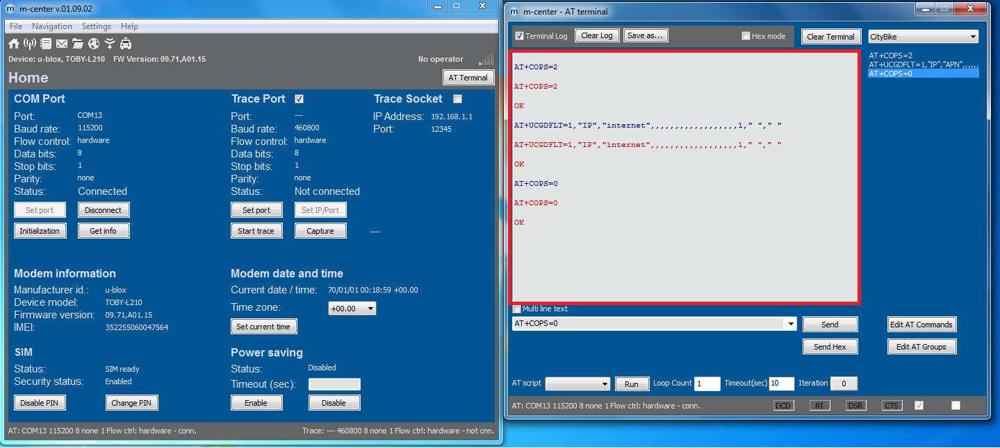 m-center v.01.09.02
File Navigation Settings Help
Device: u-blox, TOBY-L210 FW Version: 09.71,A01.15 No operator
Home AT Terminal
COM Port
Port: COM13
Baud rate: 115200
Flow control: hardware
Data bits: 8
Stop bits: 1
Parity: none
Status: Connected
Set port Disconnect
Initialization Get info
Trace Port
Port: ---
Baud rate: 460800
Flow control: hardware
Data bits: 8
Stop bits: 1
Parity: none
Status: Not connected
Set port Set IP/Port
Start trace Capture ---
Trace Socket
IP Address: 192.168.1.1
Port: 12345
Modem information
Manufacturer id.: u-blox
Device model: TOBY-L210
Firmware version: 09.71,A01.15
IMEI: 352255060047564
Modem date and time
Current date / time: 70/01/01 00:18:59 +00.00
Time zone: +00.00
Set current time
SIM
Status: SIM ready
Security status: Enabled
Disable PIN Change PIN
Power saving
Status: Disabled
Timeout (sec):
Enable Disable
AT: COM13 115200 8 none 1 Flow ctrl: hardware - conn. Trace: --- 460800 8 none 1 Flow ctrl: hardware - not cnn.
m-center - AT terminal
Terminal Log Clear Log Save as... Hex mode Clear Terminal CityBike
AT+COPS=2
AT+UCGDFLT=1,"IP","APN",,,,,,
AT+COPS=0
AT+COPS=2
AT+COPS=2
OK
AT+UCGDFLT=1,"IP","internet",,,,,,,,,,,,,,,,,,1," "," "
AT+UCGDFLT=1,"IP","internet",,,,,,,,,,,,,,,,,,1," "," "
OK
AT+COPS=0
AT+COPS=0
OK
Multi line text
AT+COPS=0 Send Edit AT Commands
Send Hex Edit AT Groups
AT script Run Loop Count 1 Timeout(sec) 10 Iteration 0
AT: COM13 115200 8 none 1 Flow ctrl: hardware - conn. DCD RI DSR CTS